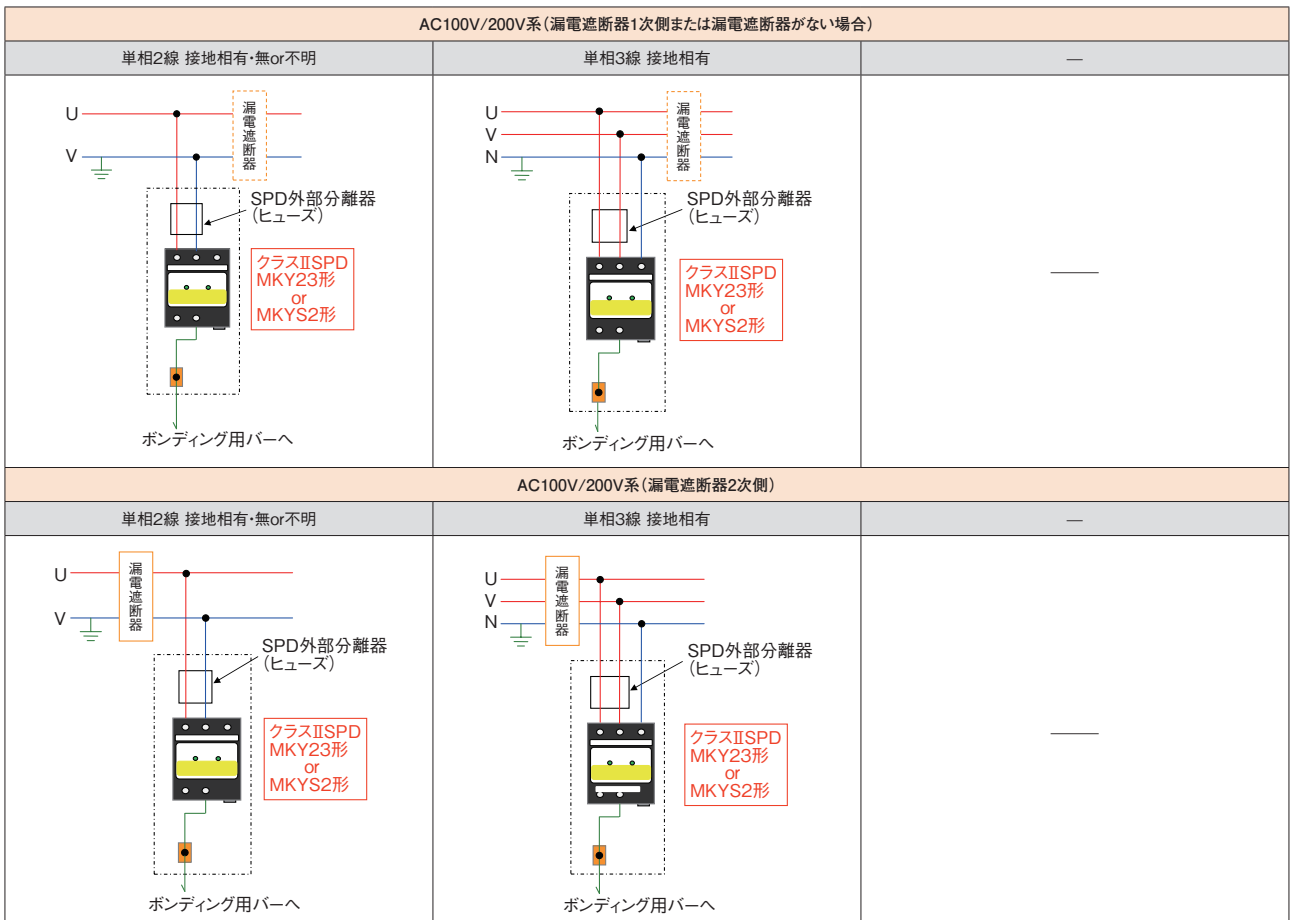 AC100V/200V系(漏電遮断器1次側または漏電遮断器がない場合)
単相2線 接地相有・無or不明
単相3線 接地相有
—
U
V
漏電遮断器
SPD外部分離器
(ヒューズ)
クラスⅡSPD
MKY23形
or
MKYS2形
ボンディング用バーへ
U
V
N
漏電遮断器
SPD外部分離器
(ヒューズ)
クラスⅡSPD
MKY23形
or
MKYS2形
ボンディング用バーへ
AC100V/200V系(漏電遮断器2次側)
単相2線 接地相有・無or不明
単相3線 接地相有
—
U
V
漏電遮断器
SPD外部分離器
(ヒューズ)
クラスⅡSPD
MKY23形
or
MKYS2形
ボンディング用バーへ
U
V
N
漏電遮断器
SPD外部分離器
(ヒューズ)
クラスⅡSPD
MKY23形
or
MKYS2形
ボンディング用バーへ